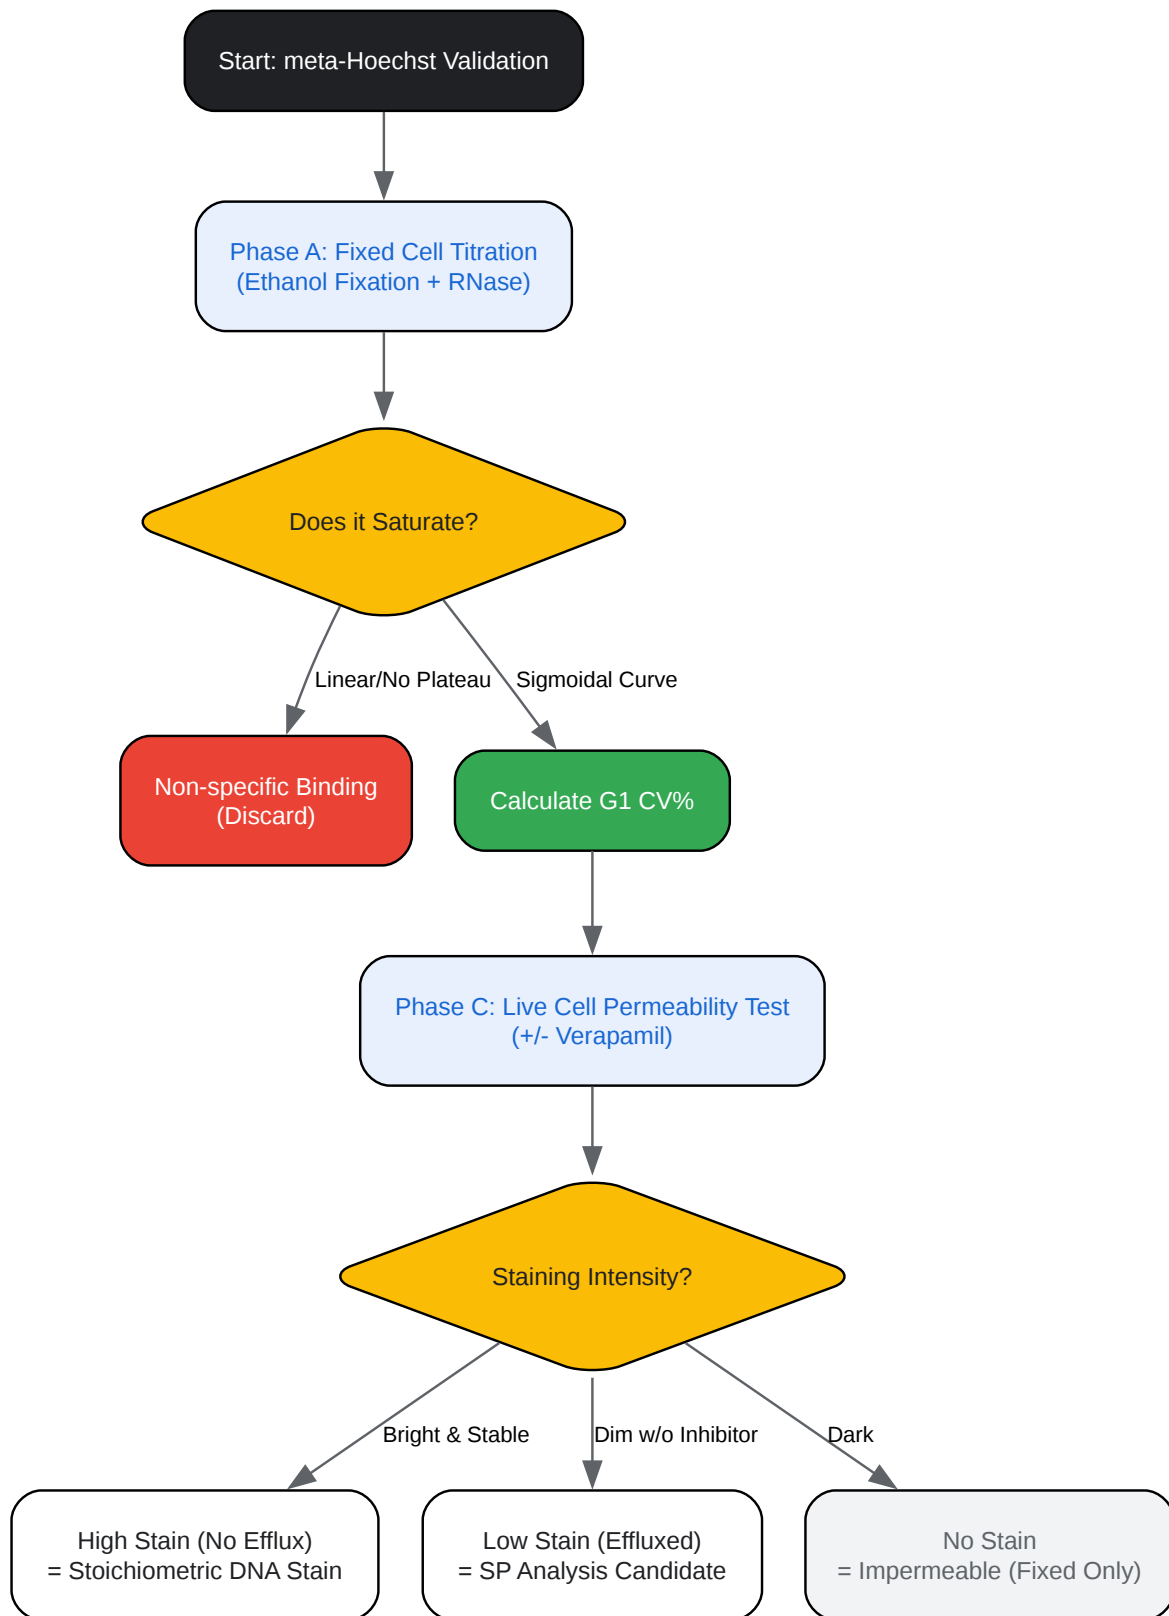 Start: meta-Hoechst Validation
Phase A: Fixed Cell Titration
(Ethanol Fixation + RNase)
Does it Saturate?
Linear/No Plateau
Sigmoidal Curve
Non-specific Binding
(Discard)
Calculate G1 CV%
Phase C: Live Cell Permeability Test
(+/- Verapamil)
Staining Intensity?
Bright & Stable
Dim w/o Inhibitor
Dark
High Stain (No Efflux)
= Stoichiometric DNA Stain
Low Stain (Effluxed)
= SP Analysis Candidate
No Stain
= Impermeable (Fixed Only)